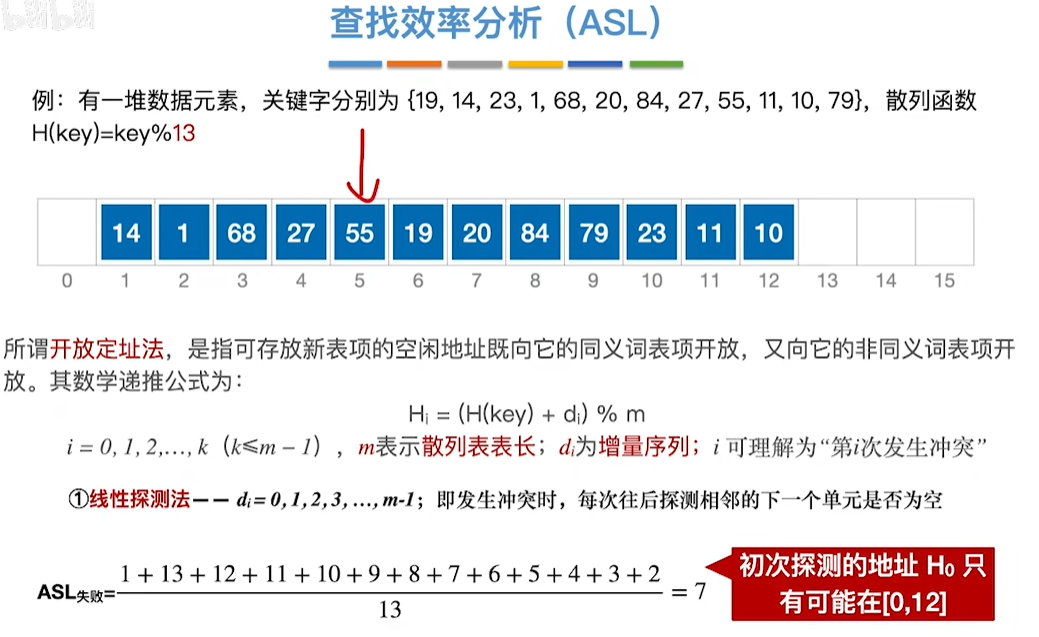 查找效率分析（ASL）
例：有一堆数据元素，关键字分别为 {19, 14, 23, 1, 68, 20, 84, 27, 55, 11, 10, 79}，散列函数
H(key)=key%13
14 1 68 27 55 19 20 84 79 23 11 10
0 1 2 3 4 5 6 7 8 9 10 11 12 13 14 15
所谓开放定址法，是指可存放新表项的空闲地址既向它的同义词表项开放，又向它的非同义词表项开
放。其数学递推公式为：
Hᵢ = (H(key) + dᵢ) % m
i = 0, 1, 2,…, k（k≤m − 1），m表示散列表表长；dᵢ为增量序列；i 可理解为“第i次发生冲突”
①线性探测法—— dᵢ = 0, 1, 2, 3, …, m-1；即发生冲突时，每次往后探测相邻的下一个单元是否为空
1 + 13 + 12 + 11 + 10 + 9 + 8 + 7 + 6 + 5 + 4 + 3 + 2
ASL失败= = 7
13
初次探测的地址 H₀ 只
有可能在[0,12]